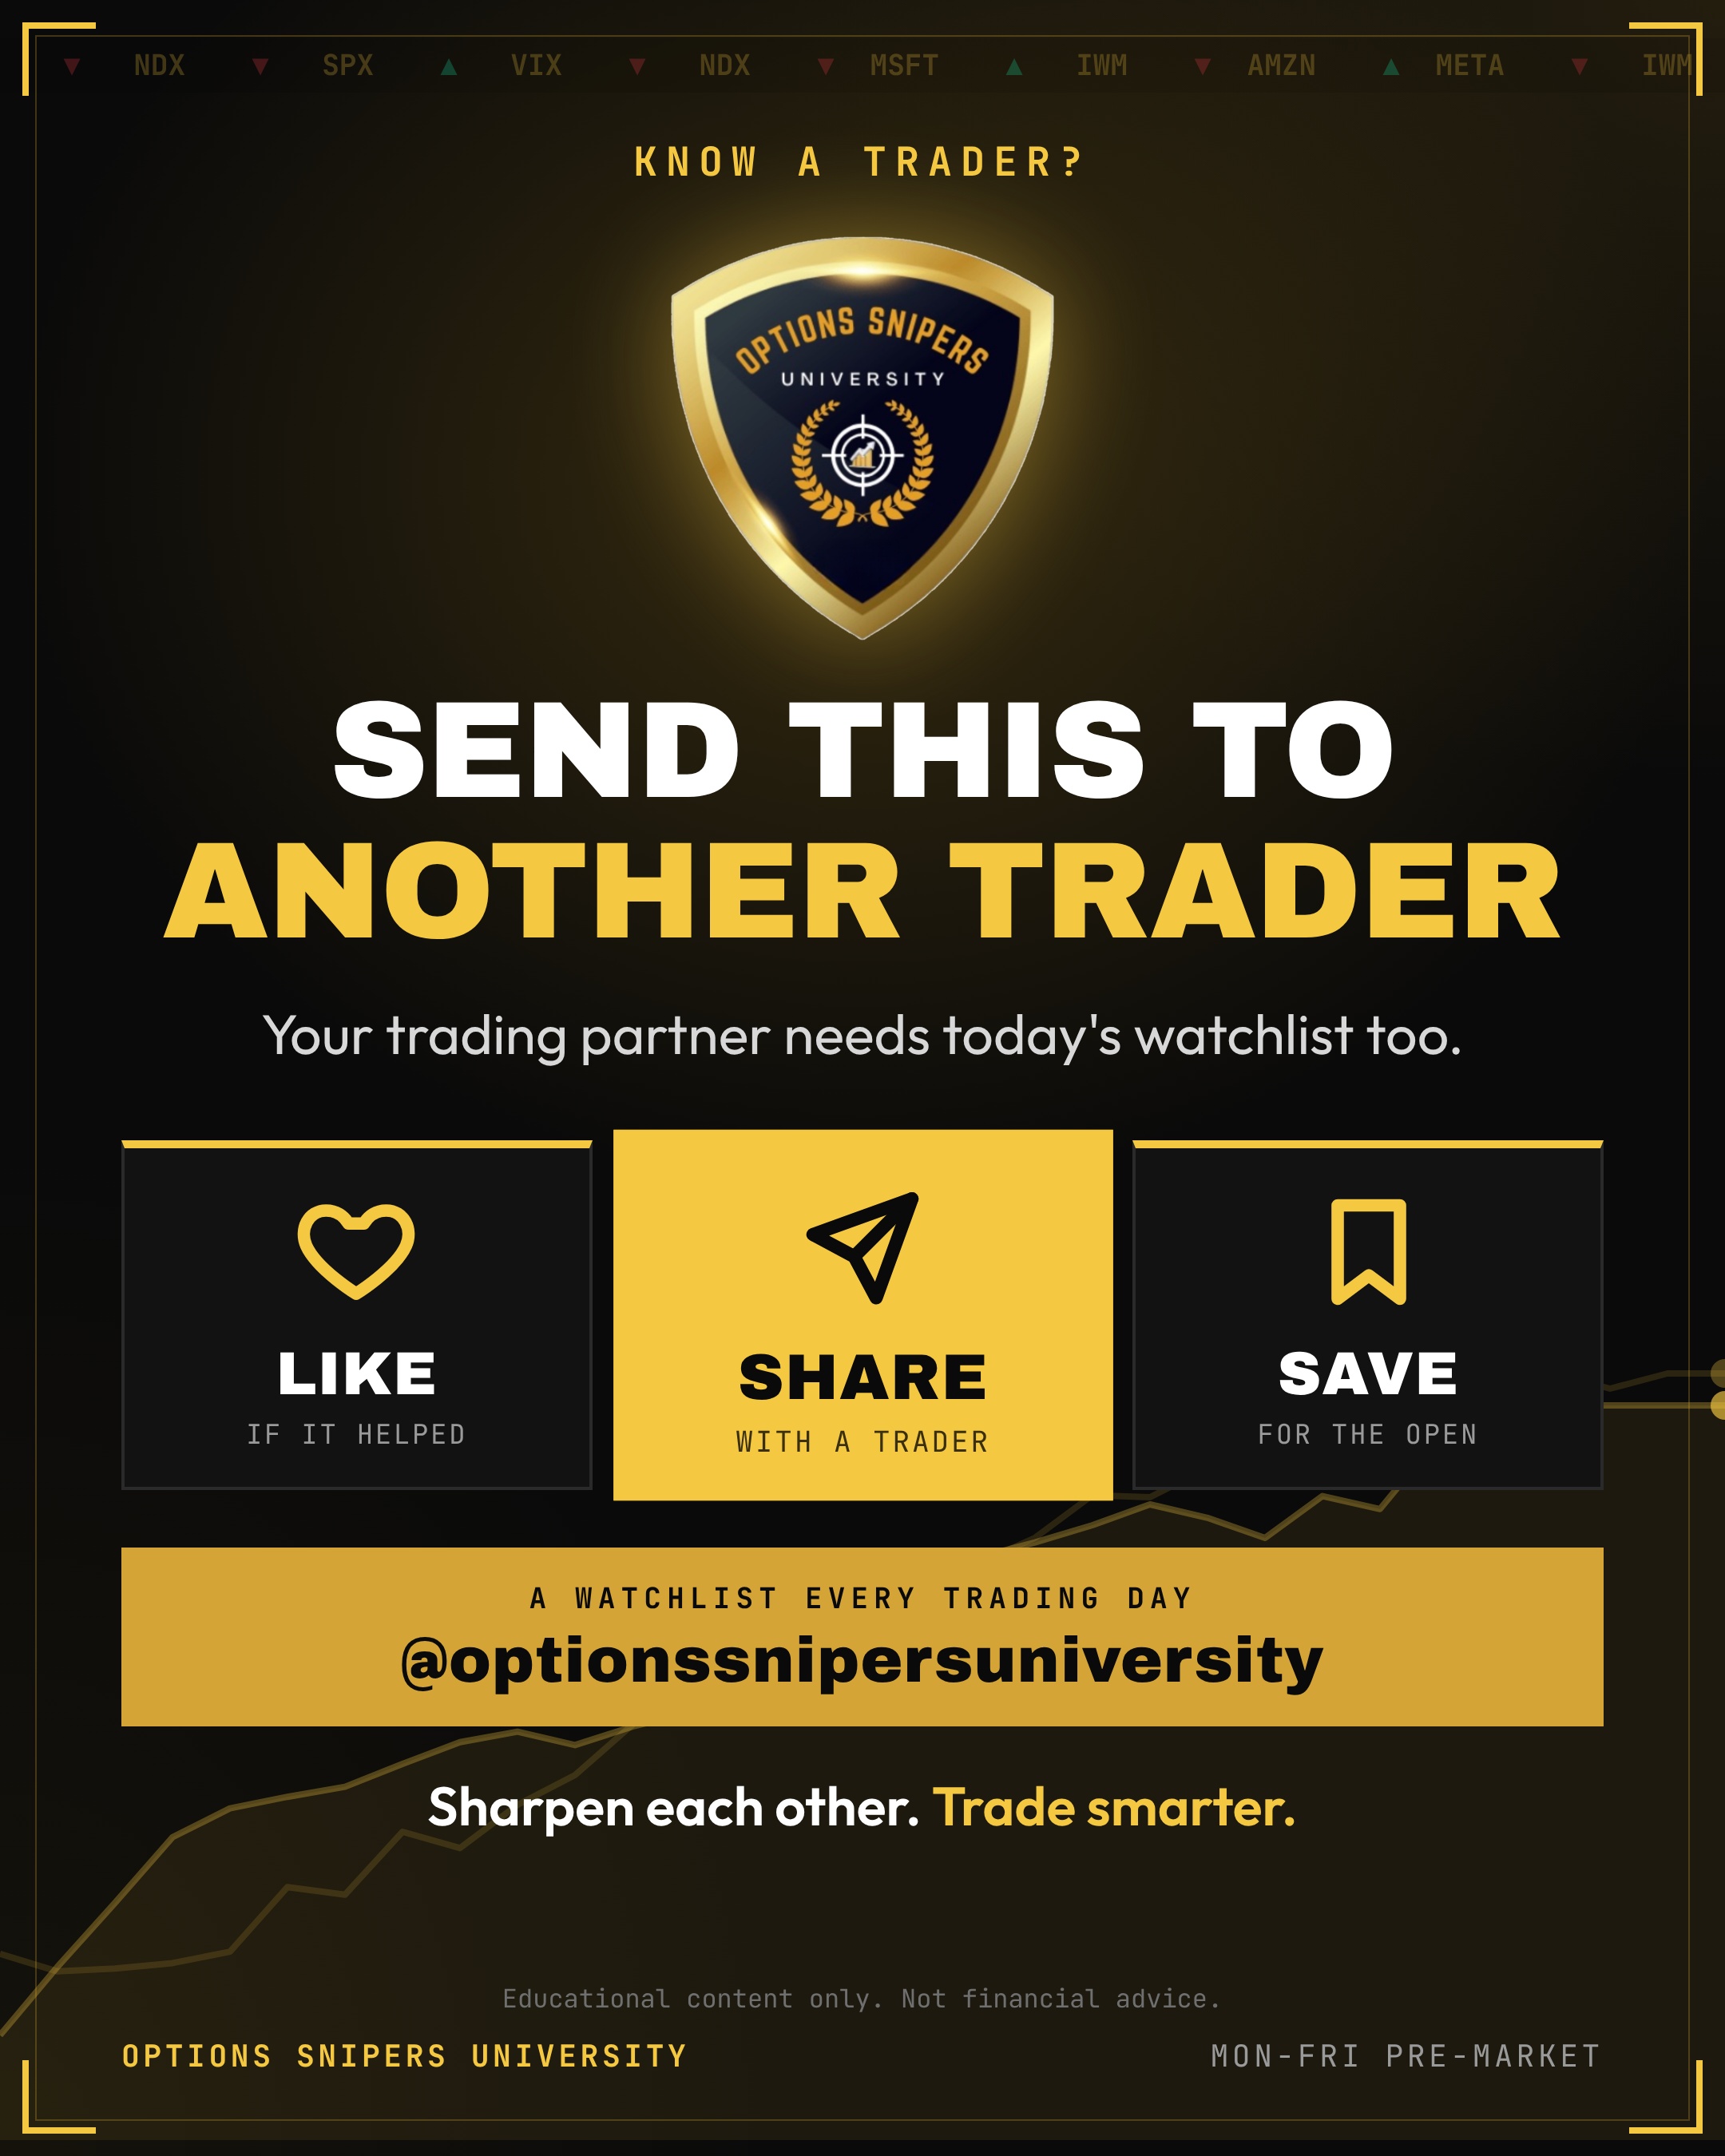 ▼ NDX ▼ SPX ▲ VIX ▼ NDX ▼ MSFT ▲ IWM ▼ AMZN ▲ META ▼ IWM
KNOW A TRADER?
OPTIONS SNIPERS
UNIVERSITY
SEND THIS TO
ANOTHER TRADER
Your trading partner needs today's watchlist too.
LIKE
IF IT HELPED
SHARE
WITH A TRADER
SAVE
FOR THE OPEN
A WATCHLIST EVERY TRADING DAY
@optionssnipersuniversity
Sharpen each other. Trade smarter.
Educational content only. Not financial advice.
OPTIONS SNIPERS UNIVERSITY
MON-FRI PRE-MARKET